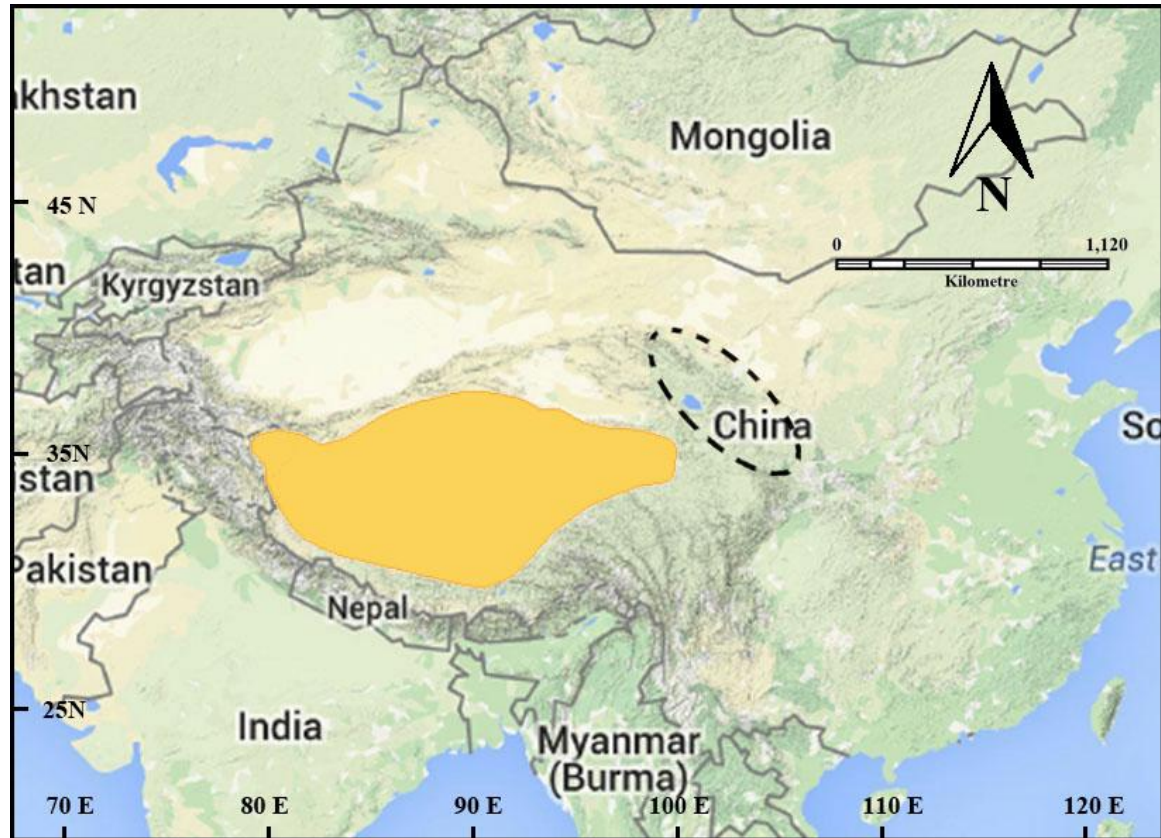 akhstan
Mongolia
N
45 N
0 1,120
Kilometre
tan
Kyrgyzstan
China
So
35N
istan
Pakistan
East
Nepal
25N
India
Myanmar
(Burma)
70 E 80 E 90 E 100 E 110 E 120 E